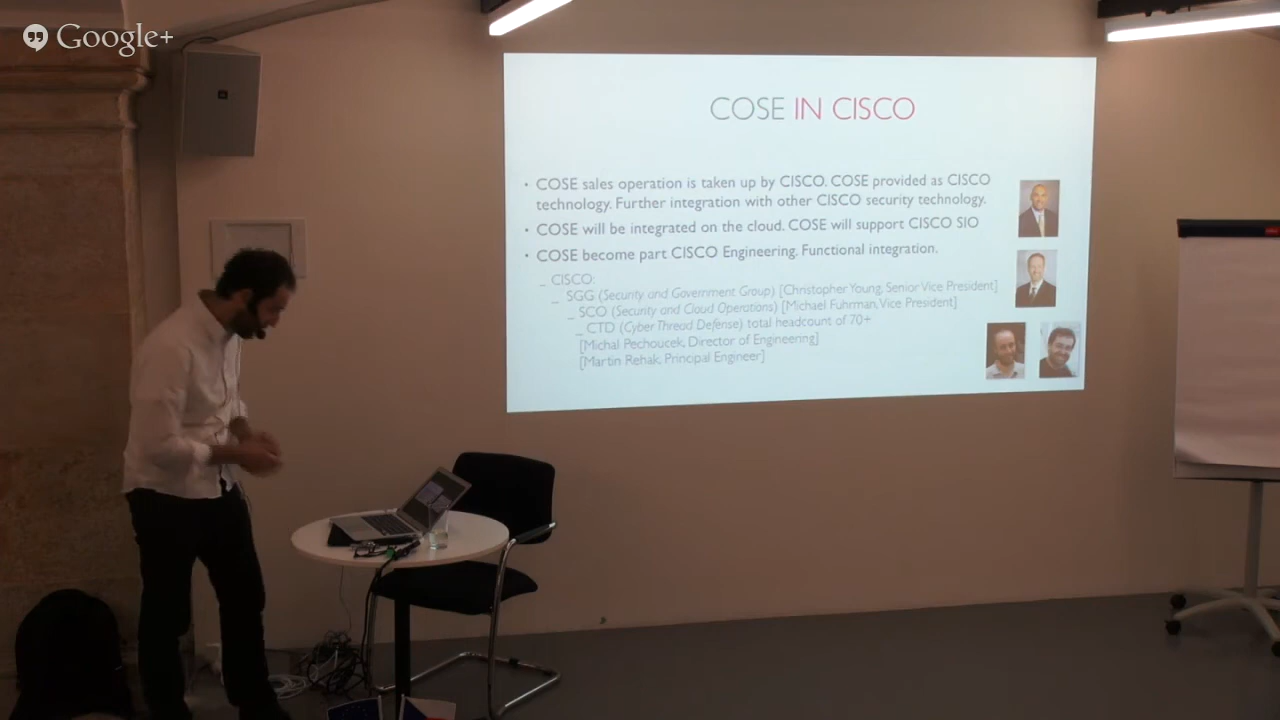 Google+
COSE IN CISCO
• COSE sales operation is taken up by CISCO. COSE provided as CISCO
technology. Further integration with other CISCO security technology.
• COSE will be integrated on the cloud. COSE will support CISCO SIO
• COSE become part CISCO Engineering. Functional integration.
_ CISCO:
_ SGG (Security and Government Group) [Christopher Young, Senior Vice President]
_ SCO (Security and Cloud Operations) [Michael Fuhrman, Vice President]
_ CTD (Cyber Thread Defense) total headcount of 70+
[Michal Pechoucek, Director of Engineering]
[Martin Rehak, Principal Engineer]